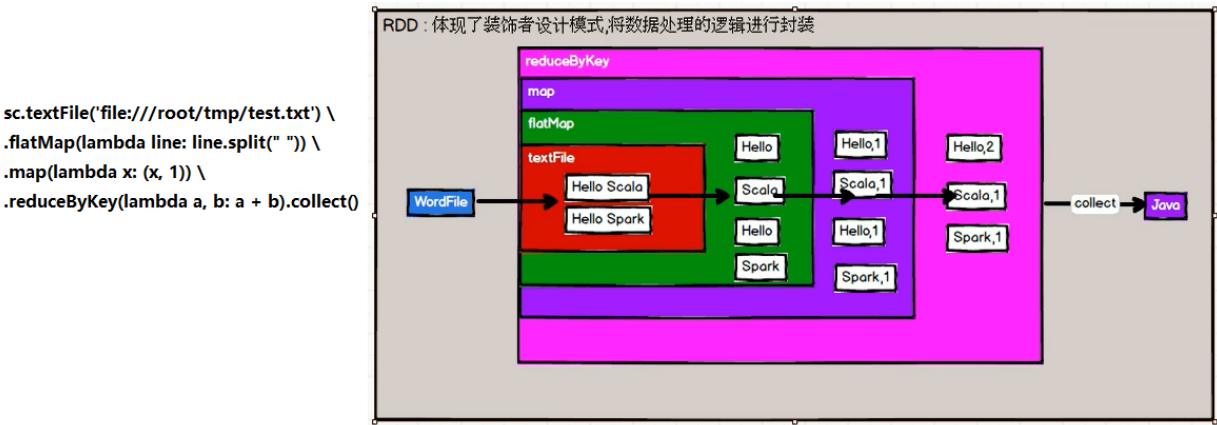 sc.textFile('file:///root/tmp/test.txt') \
.flatMap(lambda line: line.split(" ")) \
.map(lambda x: (x, 1)) \
.reduceByKey(lambda a, b: a + b).collect()
RDD : 体现了装饰者设计模式,将数据处理的逻辑进行封装
reduceByKey
map
flatMap
textFile
WordFile
Hello Scala
Hello Spark
Hello
Scala
Hello
Spark
Hello,1
Scala,1
Hello,1
Spark,1
Hello,2
Scala,1
Spark,1
collect
Java